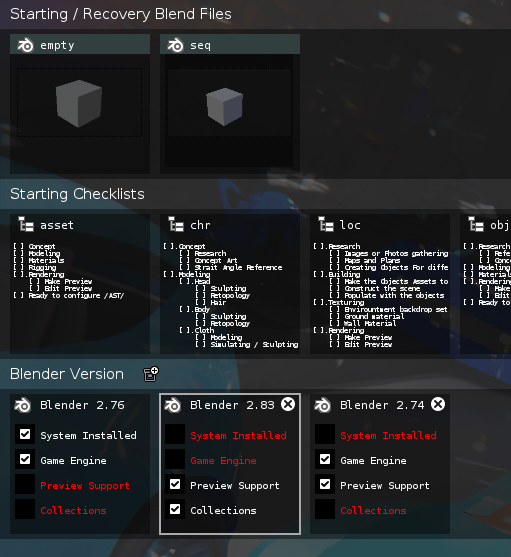 Starting / Recovery Blend Files
empty
seq
Starting Checklists
asset
[ ] Concept
[ ] Modeling
[ ] Materials
[ ] Rigging
[ ].Rendering
[ ] Make Preview
[ ] Edit Preview
[ ] Ready to configure /AST/
chr
[ ].Concept
[ ] Research
[ ] Concept Art
[ ] Strait Angle Reference
[ ].Modeling
[ ].Head
[ ] Sculpting
[ ] Retopology
[ ] Hair
[ ].Body
[ ] Sculpting
[ ] Retopology
[ ].Cloth
[ ] Modeling
[ ] Simulating / Sculpting
loc
[ ].Research
[ ] Images or Photos gathering
[ ] Maps and Plans
[ ] Creating Objects For diffe
[ ].Building
[ ] Make the Objects Assets to
[ ] Construct the scene
[ ] Populate with the objects
[ ].Texturing
[ ] Envirountment backdrop set
[ ] Ground material
[ ] Wall Material
[ ].Rendering
[ ] Make Preview
[ ] Edit Preview
obj
[ ].Research
[ ] Refe
[ ] Conc
[ ] Modeling
[ ] Material
[ ].Rendering
[ ] Make
[ ] Edit
[ ] Ready to
Blender Version
Blender 2.76
System Installed
Game Engine
Preview Support
Collections
Blender 2.83
System Installed
Game Engine
Preview Support
Collections
Blender 2.74
System Installed
Game Engine
Preview Support
Collections